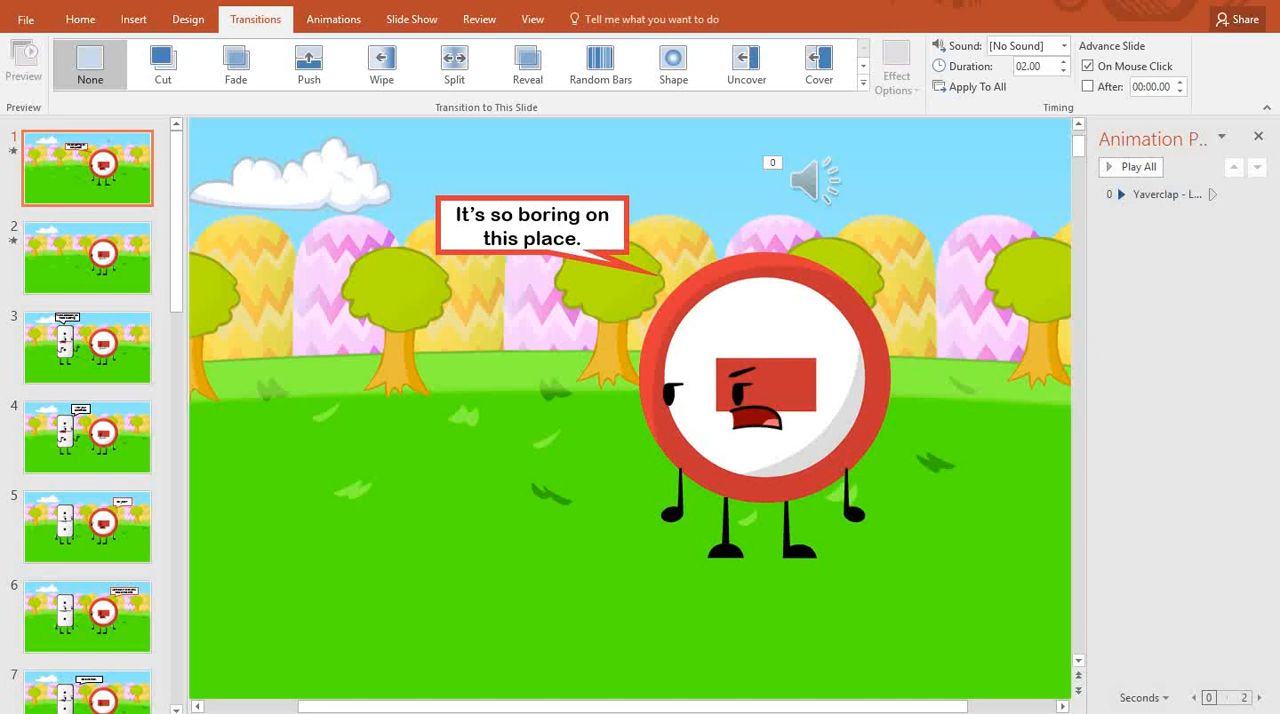 File Home Insert Design Transitions Animations Slide Show Review View Tell me what you want to do Share
Preview
None Cut Fade Push Wipe Split Reveal Random Bars Shape Uncover Cover
Effect
Options
Sound: [No Sound]
Duration: 02.00
Apply To All
Advance Slide
On Mouse Click
After: 00:00.00
Preview
Transition to This Slide
Timing
1
2
3
4
5
6
7
0
It's so boring on
this place.
Animation P..
Play All
0 Yaverclap - L...
Seconds 0 2